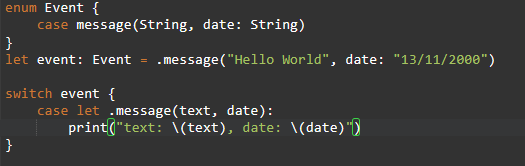 enum Event {
    case message(String, date: String)
}
let event: Event = .message("Hello World", date: "13/11/2000")

switch event {
    case let .message(text, date):
        print("text: \(text), date: \(date)")
}